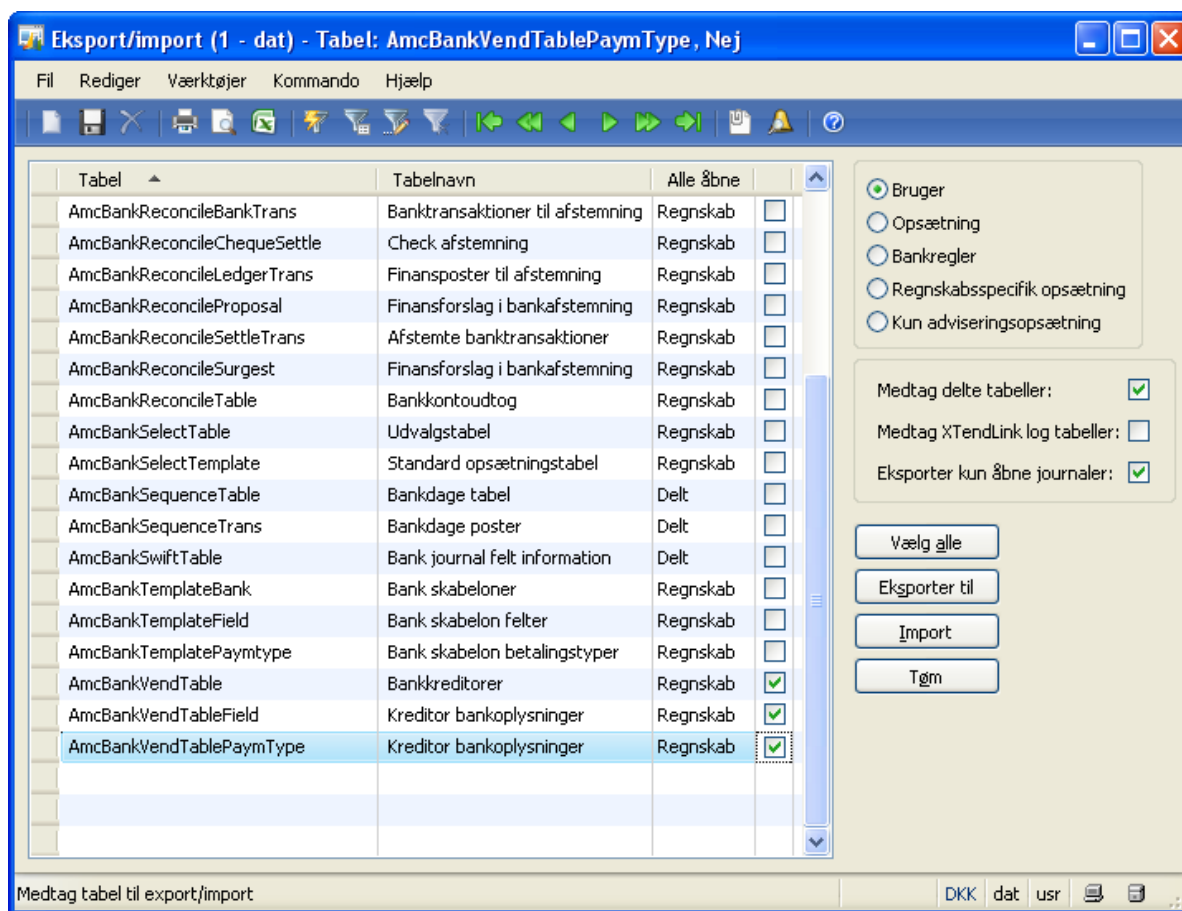 Eksport/import (1 - dat) - Tabel: AmcBankVendTablePaymType, Nej
Fil Rediger Værktøjer Kommando Hjælp
Tabel Tabelnavn Alle åbne
AmcBankReconcileBankTrans Banktransaktioner til afstemning Regnskab
AmcBankReconcileChequeSettle Check afstemning Regnskab
AmcBankReconcileLedgerTrans Finansposter til afstemning Regnskab
AmcBankReconcileProposal Finansforslag i bankafstemning Regnskab
AmcBankReconcileSettleTrans Afstemte banktransaktioner Regnskab
AmcBankReconcileSurgest Finansforslag i bankafstemning Regnskab
AmcBankReconcileTable Bankkontoudtog Regnskab
AmcBankSelectTable Udvalgstabel Regnskab
AmcBankSelectTemplate Standard opsætningstabel Regnskab
AmcBankSequenceTable Bankdage tabel Delt
AmcBankSequenceTrans Bankdage poster Delt
AmcBankSwiftTable Bank journal felt information Delt
AmcBankTemplateBank Bank skabeloner Regnskab
AmcBankTemplateField Bank skabelon felter Regnskab
AmcBankTemplatePaymtype Bank skabelon betalingstyper Regnskab
AmcBankVendTable Bankkreditorer Regnskab
AmcBankVendTableField Kreditor bankoplysninger Regnskab
AmcBankVendTablePaymType Kreditor bankoplysninger Regnskab
Bruger
Opsætning
Bankregler
Regnskabsspecifik opsætning
Kun adviseringsopsætning
Medtag delte tabeller:
Medtag XTendLink log tabeller:
Eksporter kun åbne journaler:
Vælg alle
Eksporter til
Import
Tøm
Medtag tabel til export/import DKK dat usr